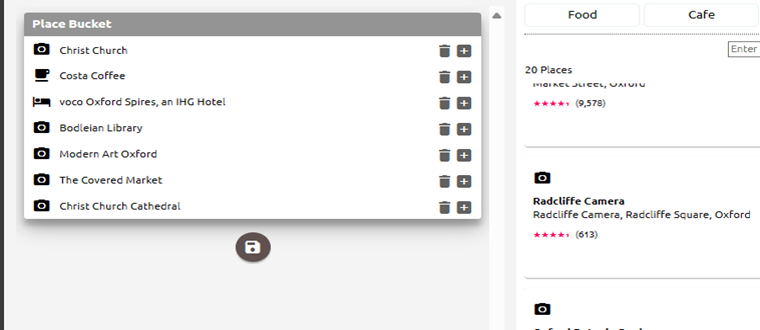 Place Bucket
Christ Church
Costa Coffee
voco Oxford Spires, an IHG Hotel
Bodleian Library
Modern Art Oxford
The Covered Market
Christ Church Cathedral
Food Cafe
Enter
20 Places
Market Street, Oxford
(9,578)
Radcliffe Camera
Radcliffe Camera, Radcliffe Square, Oxford
(613)